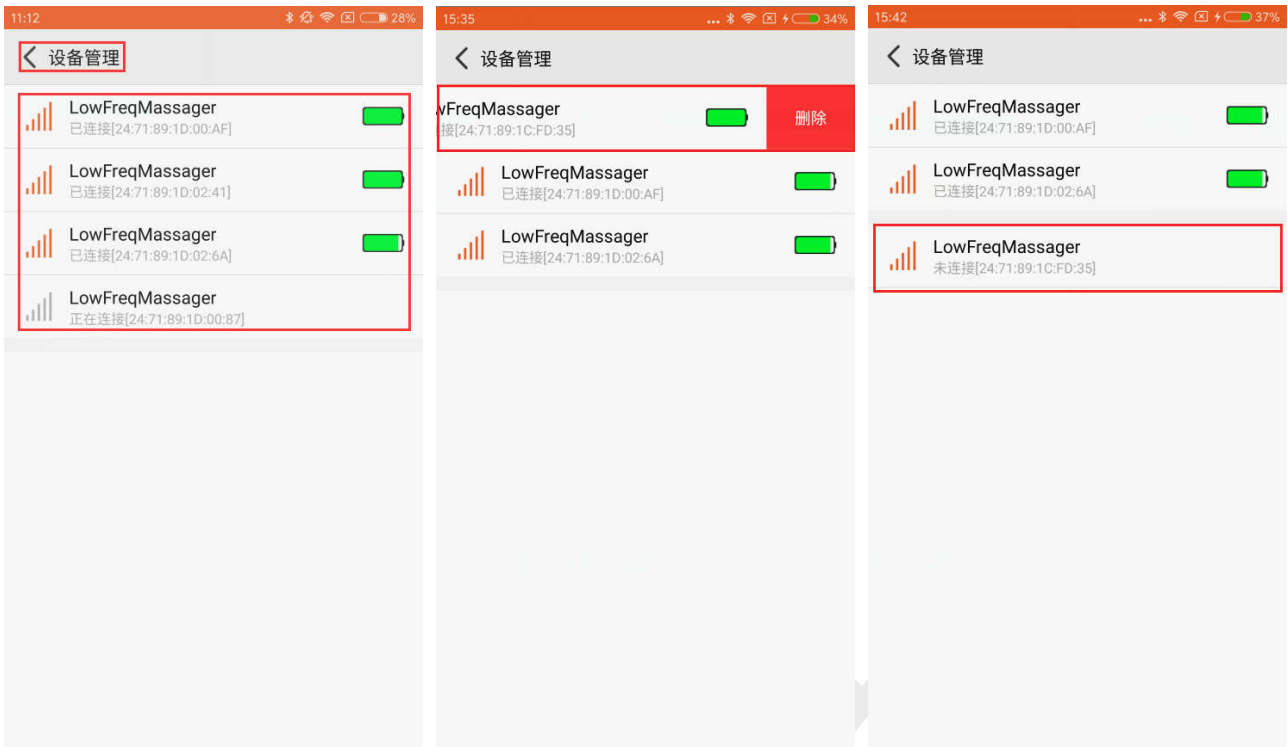 11:12
28%
设备管理
LowFreqMassager
已连接[24:71:89:1D:00:AF]
LowFreqMassager
已连接[24:71:89:1D:02:41]
LowFreqMassager
已连接[24:71:89:1D:02:6A]
LowFreqMassager
正在连接[24:71:89:1D:00:87]
15:35
... 34%
设备管理
wFreqMassager
接[24:71:89:1C:FD:35]
删除
LowFreqMassager
已连接[24:71:89:1D:00:AF]
LowFreqMassager
已连接[24:71:89:1D:02:6A]
15:42
... 37%
设备管理
LowFreqMassager
已连接[24:71:89:1D:00:AF]
LowFreqMassager
已连接[24:71:89:1D:02:6A]
LowFreqMassager
未连接[24:71:89:1C:FD:35]